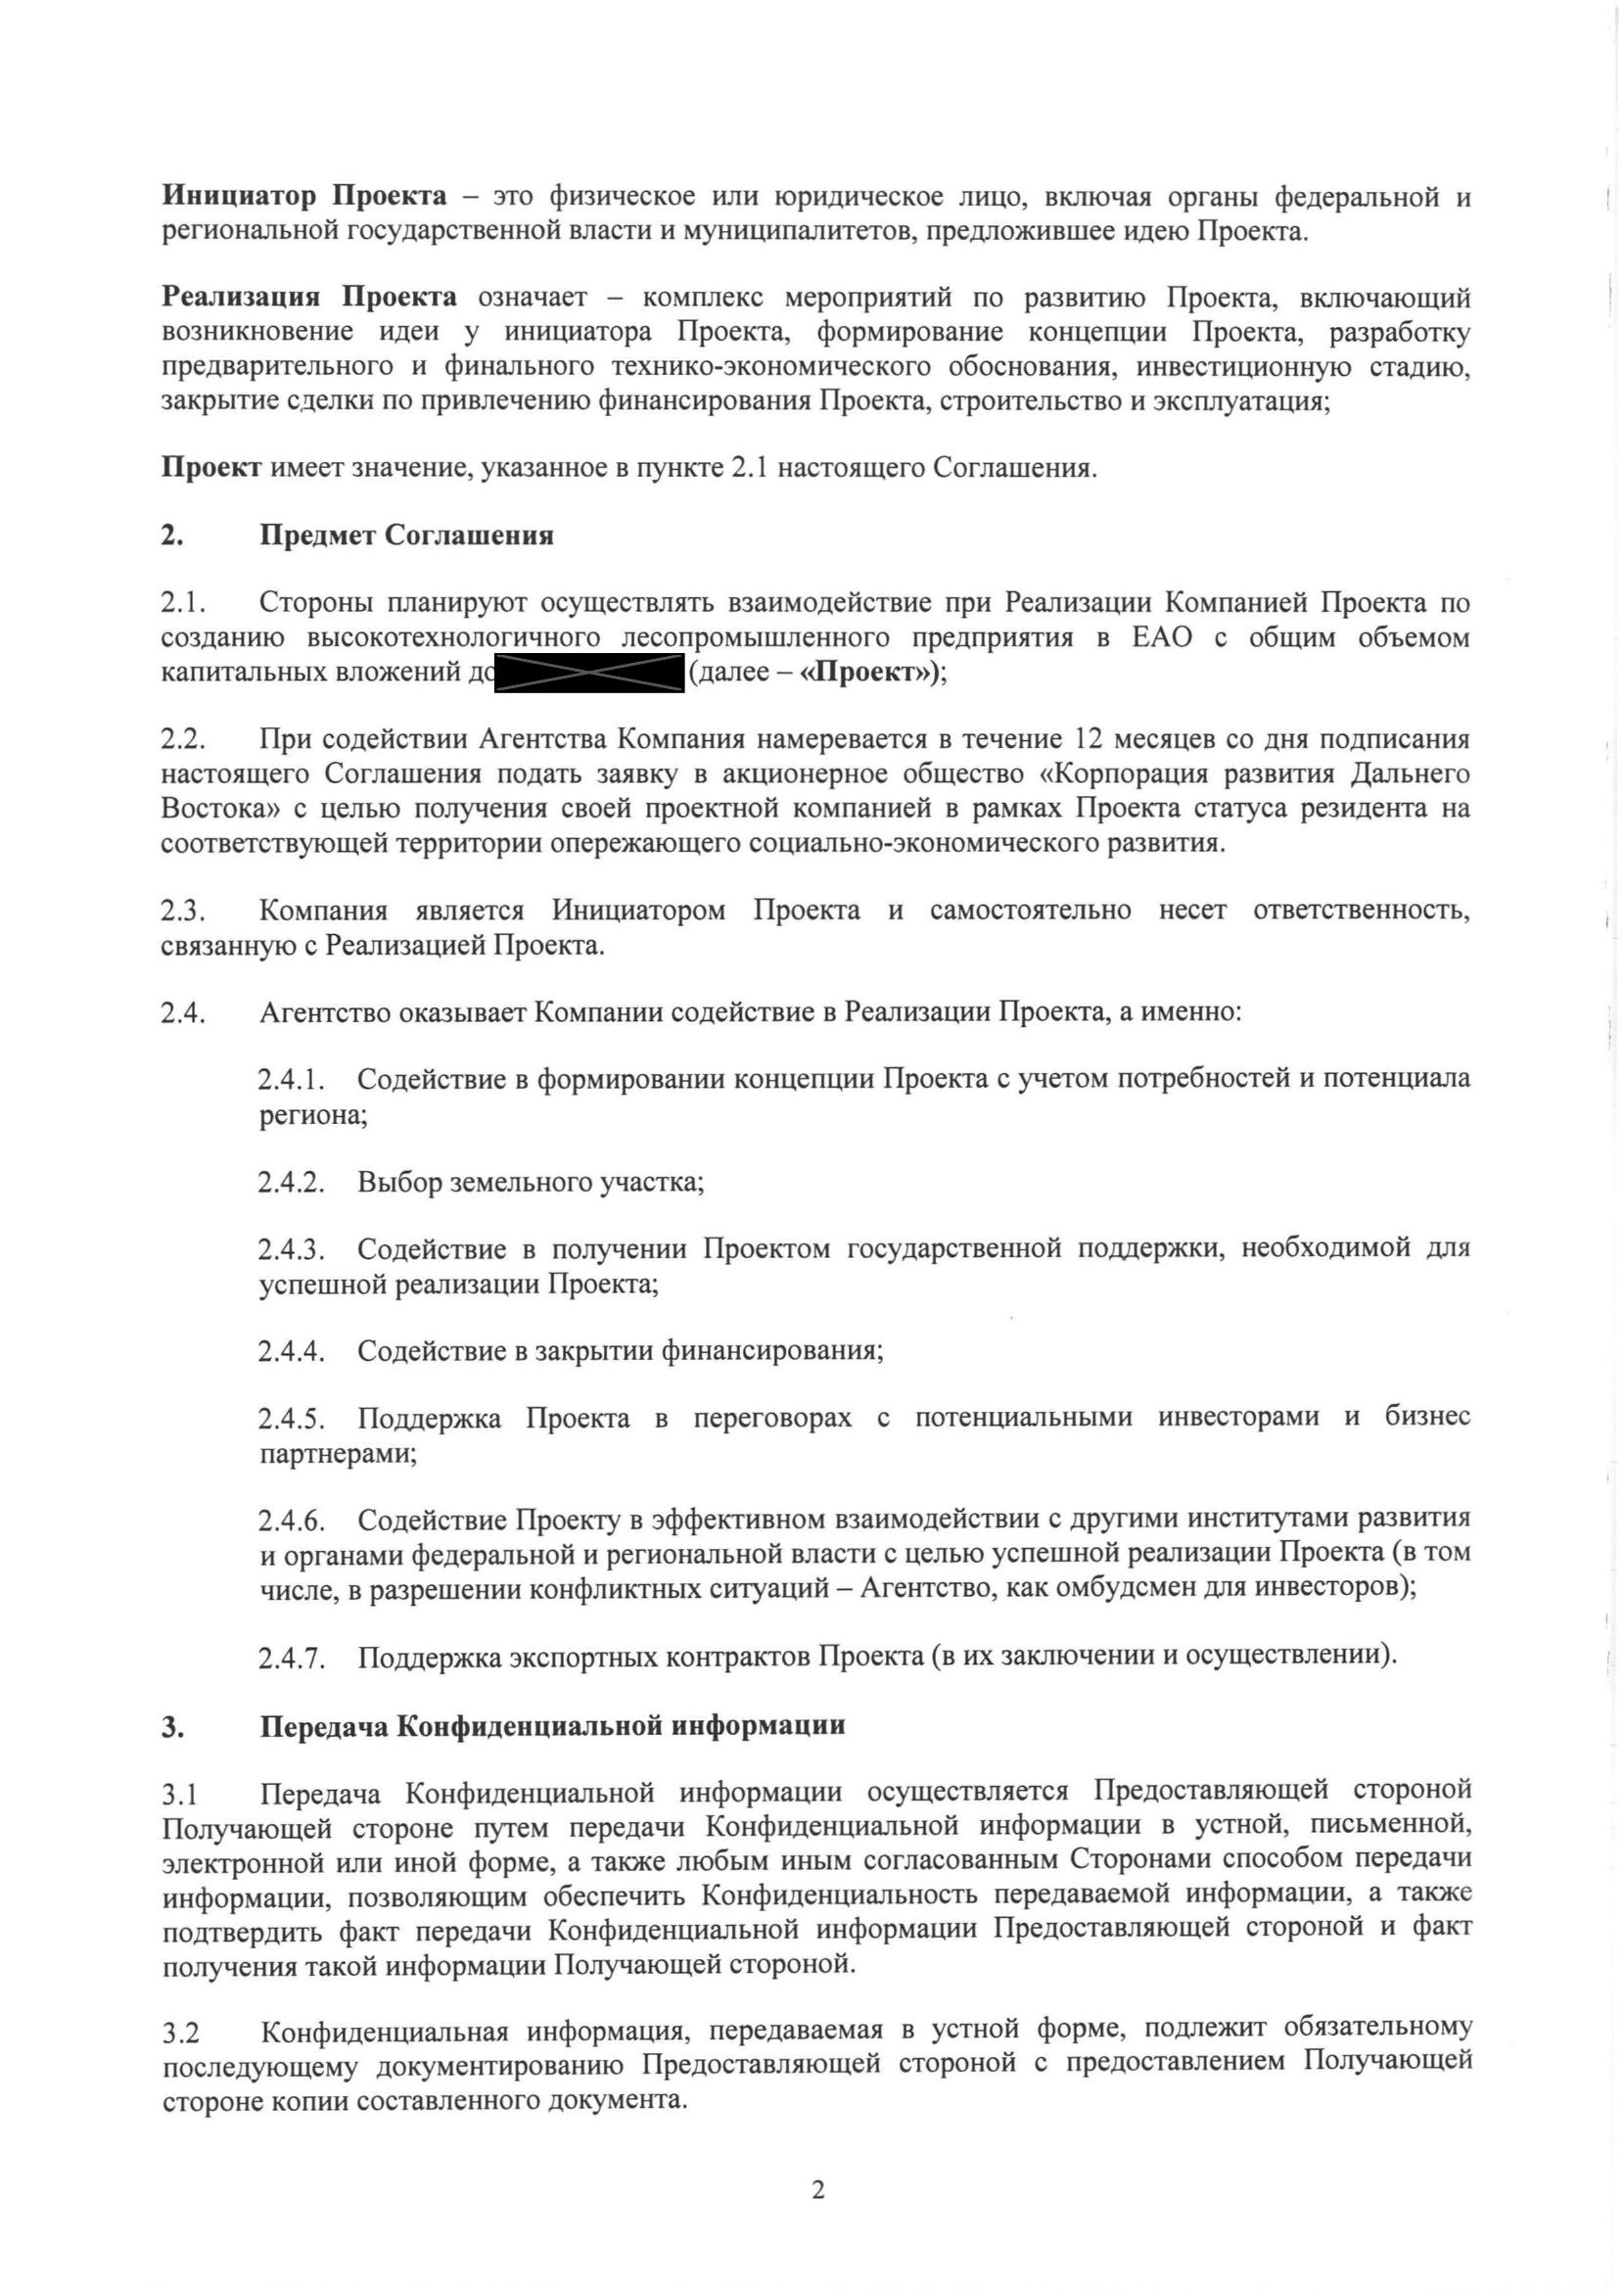 Инициатор Проекта – это физическое или юридическое лицо, включая органы федеральной и
региональной государственной власти и муниципалитетов, предложившее идею Проекта.
Реализация Проекта означает – комплекс мероприятий по развитию Проекта, включающий
возникновение идеи у инициатора Проекта, формирование концепции Проекта, разработку
предварительного и финального технико-экономического обоснования, инвестиционную стадию,
закрытие сделки по привлечению финансирования Проекта, строительство и эксплуатация;
Проект имеет значение, указанное в пункте 2.1 настоящего Соглашения.
2. Предмет Соглашения
2.1. Стороны планируют осуществлять взаимодействие при Реализации Компанией Проекта по
созданию высокотехнологичного лесопромышленного предприятия в ЕАО с общим объемом
капитальных вложений до (далее – «Проект»);
2.2. При содействии Агентства Компания намеревается в течение 12 месяцев со дня подписания
настоящего Соглашения подать заявку в акционерное общество «Корпорация развития Дальнего
Востока» с целью получения своей проектной компанией в рамках Проекта статуса резидента на
соответствующей территории опережающего социально-экономического развития.
2.3. Компания является Инициатором Проекта и самостоятельно несет ответственность,
связанную с Реализацией Проекта.
2.4. Агентство оказывает Компании содействие в Реализации Проекта, а именно:
2.4.1. Содействие в формировании концепции Проекта с учетом потребностей и потенциала
региона;
2.4.2. Выбор земельного участка;
2.4.3. Содействие в получении Проектом государственной поддержки, необходимой для
успешной реализации Проекта;
2.4.4. Содействие в закрытии финансирования;
2.4.5. Поддержка Проекта в переговорах с потенциальными инвесторами и бизнес
партнерами;
2.4.6. Содействие Проекту в эффективном взаимодействии с другими институтами развития
и органами федеральной и региональной власти с целью успешной реализации Проекта (в том
числе, в разрешении конфликтных ситуаций – Агентство, как омбудсмен для инвесторов);
2.4.7. Поддержка экспортных контрактов Проекта (в их заключении и осуществлении).
3. Передача Конфиденциальной информации
3.1 Передача Конфиденциальной информации осуществляется Предоставляющей стороной
Получающей стороне путем передачи Конфиденциальной информации в устной, письменной,
электронной или иной форме, а также любым иным согласованным Сторонами способом передачи
информации, позволяющим обеспечить Конфиденциальность передаваемой информации, а также
подтвердить факт передачи Конфиденциальной информации Предоставляющей стороной и факт
получения такой информации Получающей стороной.
3.2 Конфиденциальная информация, передаваемая в устной форме, подлежит обязательному
последующему документированию Предоставляющей стороной с предоставлением Получающей
стороне копии составленного документа.
2